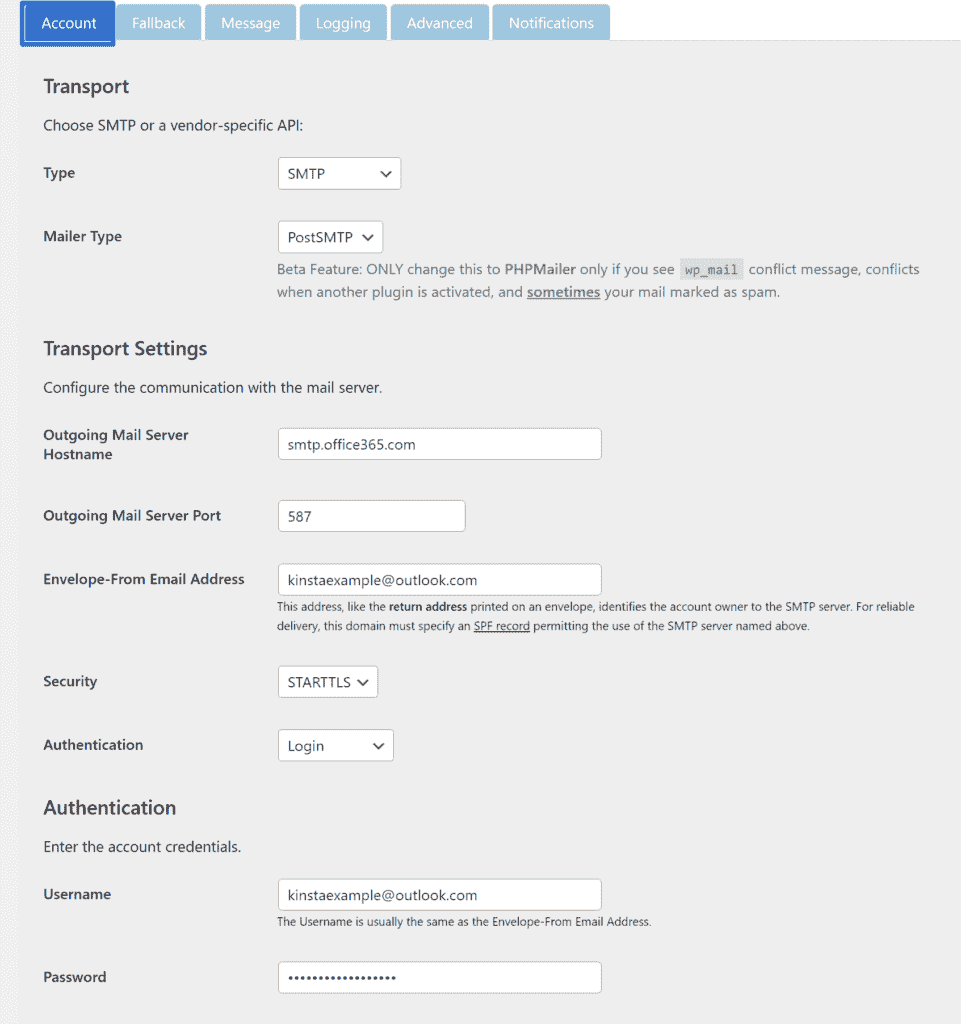 Account Fallback Message Logging Advanced Notifications
Transport
Choose SMTP or a vendor-specific API:
Type SMTP
Mailer Type PostSMTP
Beta Feature: ONLY change this to PHPMailer only if you see wp_mail conflict message, conflicts
when another plugin is activated, and sometimes your mail marked as spam.
Transport Settings
Configure the communication with the mail server.
Outgoing Mail Server
Hostname
smtp.office365.com
Outgoing Mail Server Port 587
Envelope-From Email Address kinstaexample@outlook.com
This address, like the return address printed on an envelope, identifies the account owner to the SMTP server. For reliable
delivery, this domain must specify an SPF record permitting the use of the SMTP server named above.
Security STARTTLS
Authentication Login
Authentication
Enter the account credentials.
Username kinstaexample@outlook.com
The Username is usually the same as the Envelope-From Email Address.
Password ••••••••••••••••••